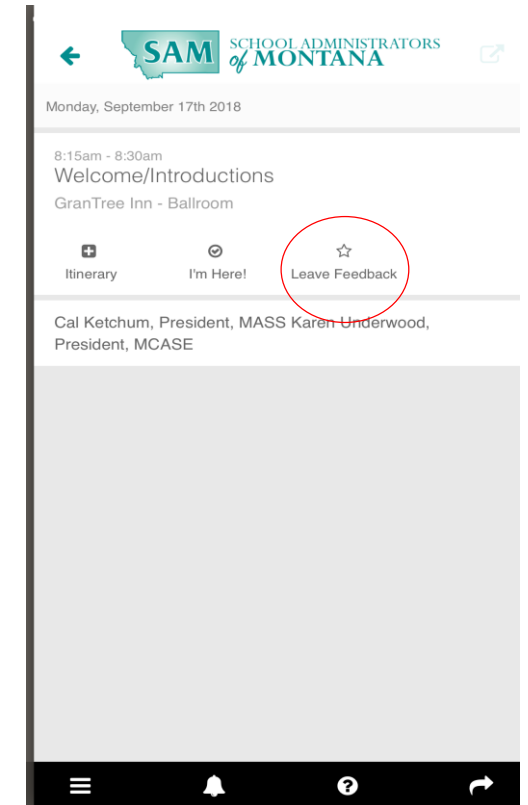 SAM SCHOOL ADMINISTRATORS
of MONTANA
Monday, September 17th 2018
8:15am - 8:30am
Welcome/Introductions
GranTree Inn - Ballroom
Itinerary I'm Here! Leave Feedback
Cal Ketchum, President, MASS Karen Underwood,
President, MCASE